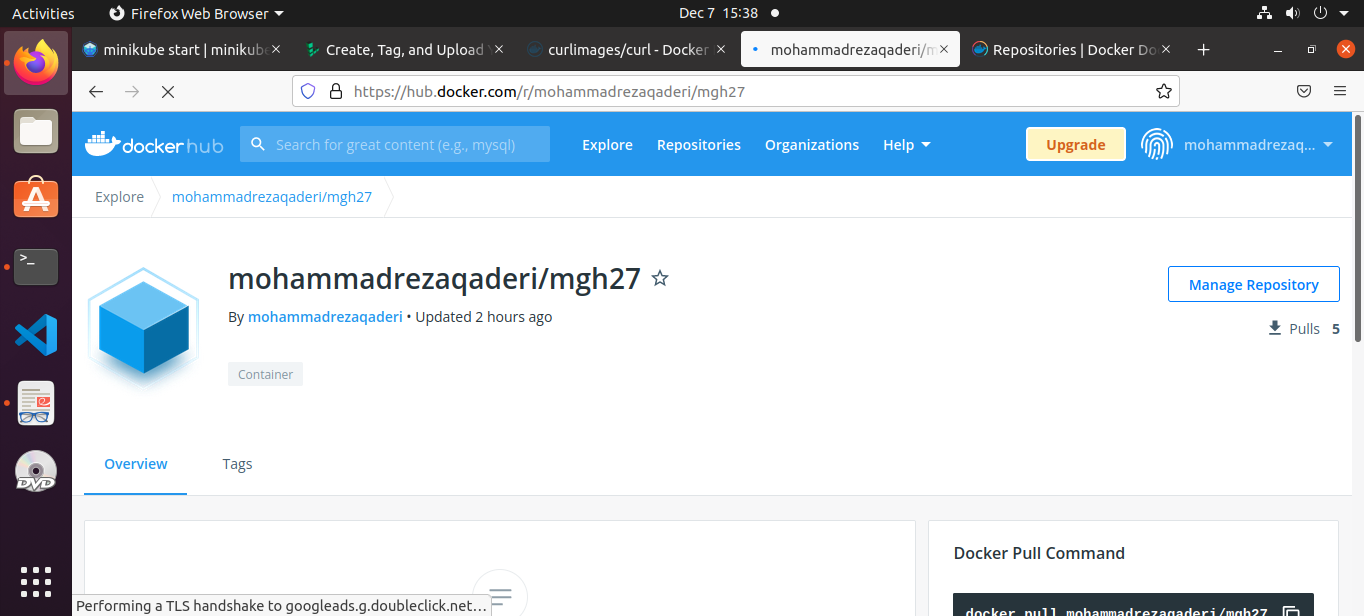 Activities Firefox Web Browser Dec 7 15:38
minikube start | minikube Create, Tag, and Upload curlimages/curl - Docker mohammadrezaqaderi/m Repositories | Docker Do
https://hub.docker.com/r/mohammadrezaqaderi/mgh27
docker hub Search for great content (e.g., mysql) Explore Repositories Organizations Help Upgrade mohammadrezaq...
Explore mohammadrezaqaderi/mgh27
mohammadrezaqaderi/mgh27
Manage Repository
By mohammadrezaqaderi • Updated 2 hours ago
Pulls 5
Container
Overview Tags
DVD
Docker Pull Command
docker pull mohammadrezaqaderi/mgh27
Performing a TLS handshake to googleads.g.doubleclick.net...